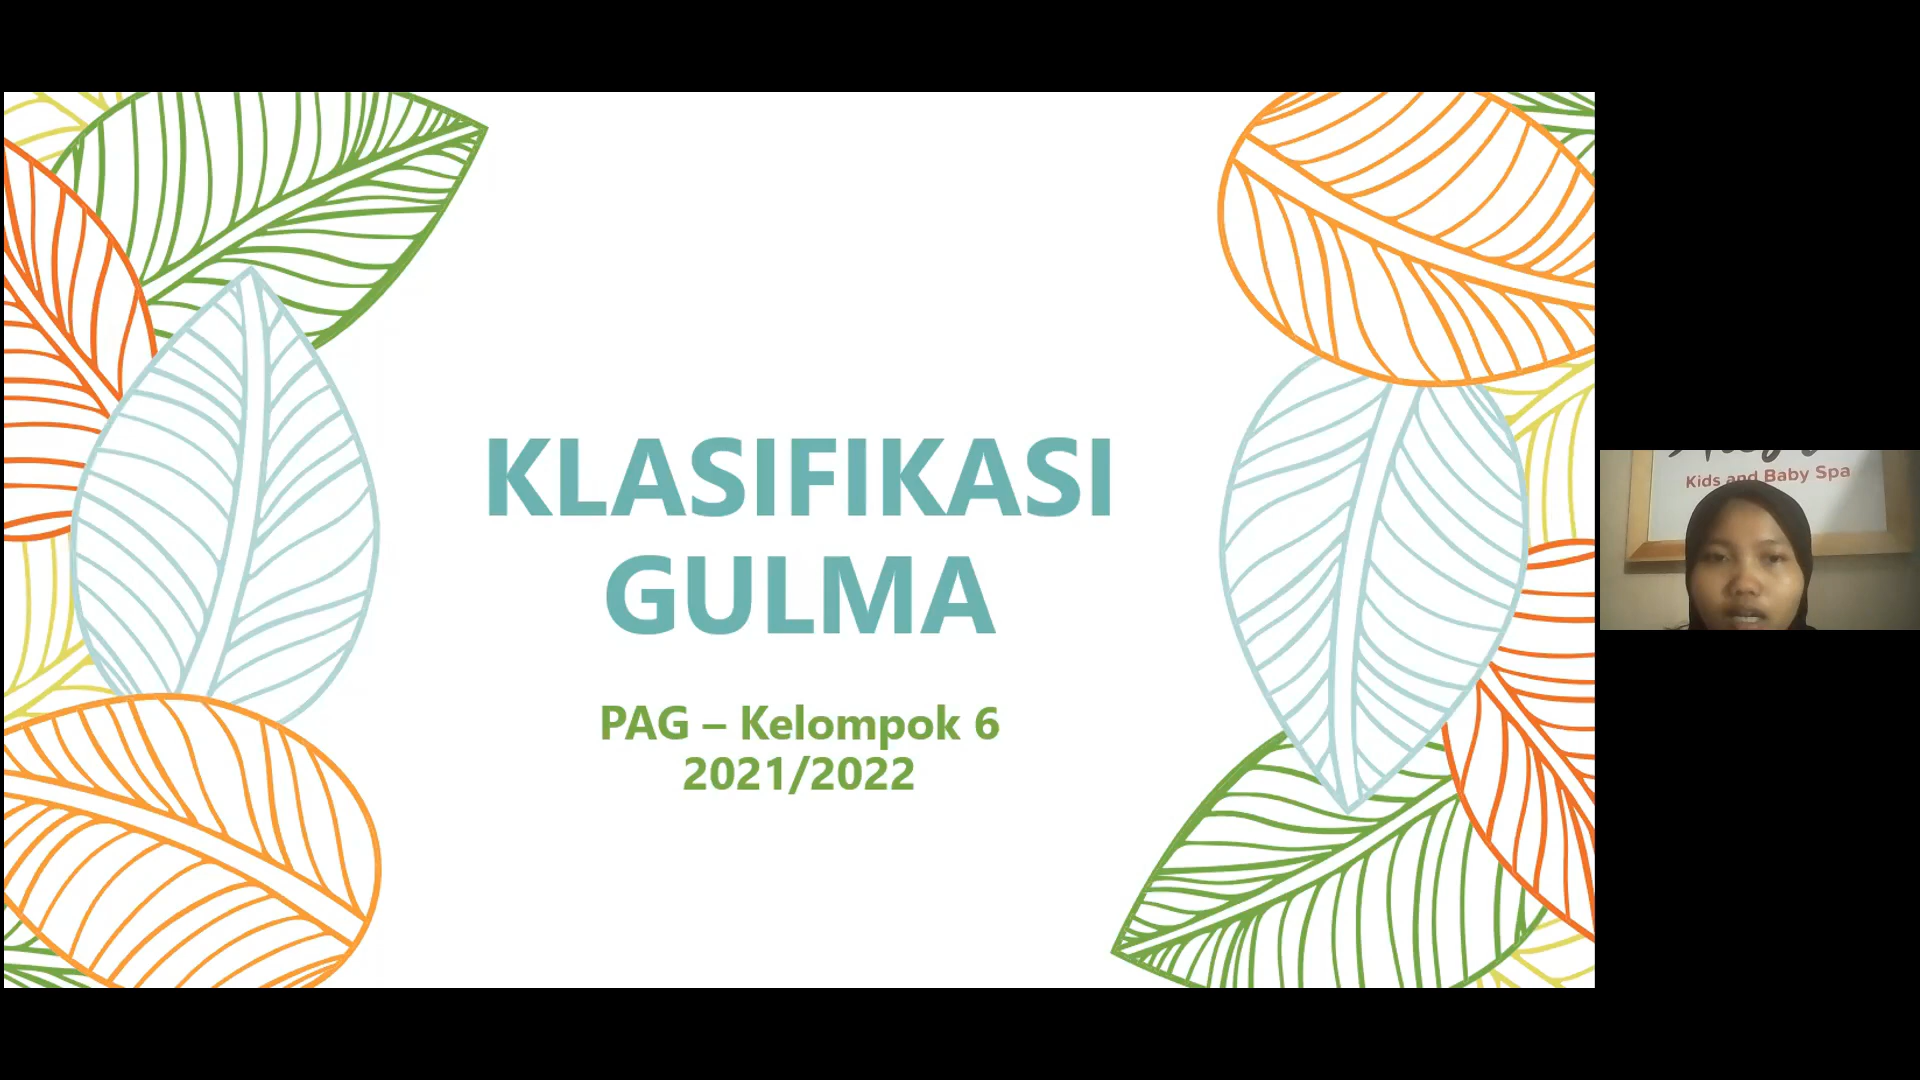 KLASIFIKASI
GULMA
PAG – Kelompok 6
2021/2022
Kids and Baby Spa